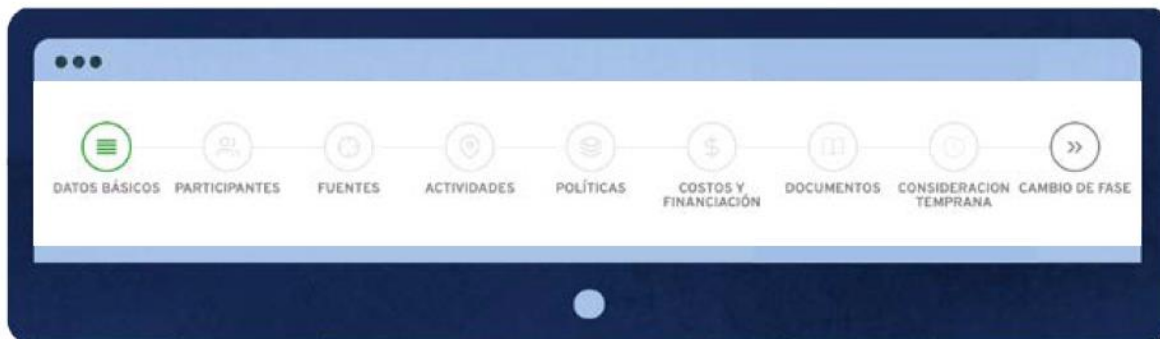 DATOS BÁSICOS
PARTICIPANTES
FUENTES
ACTIVIDADES
POLÍTICAS
COSTOS Y
FINANCIACIÓN
DOCUMENTOS
CONSIDERACION
TEMPRANA
CAMBIO DE FASE